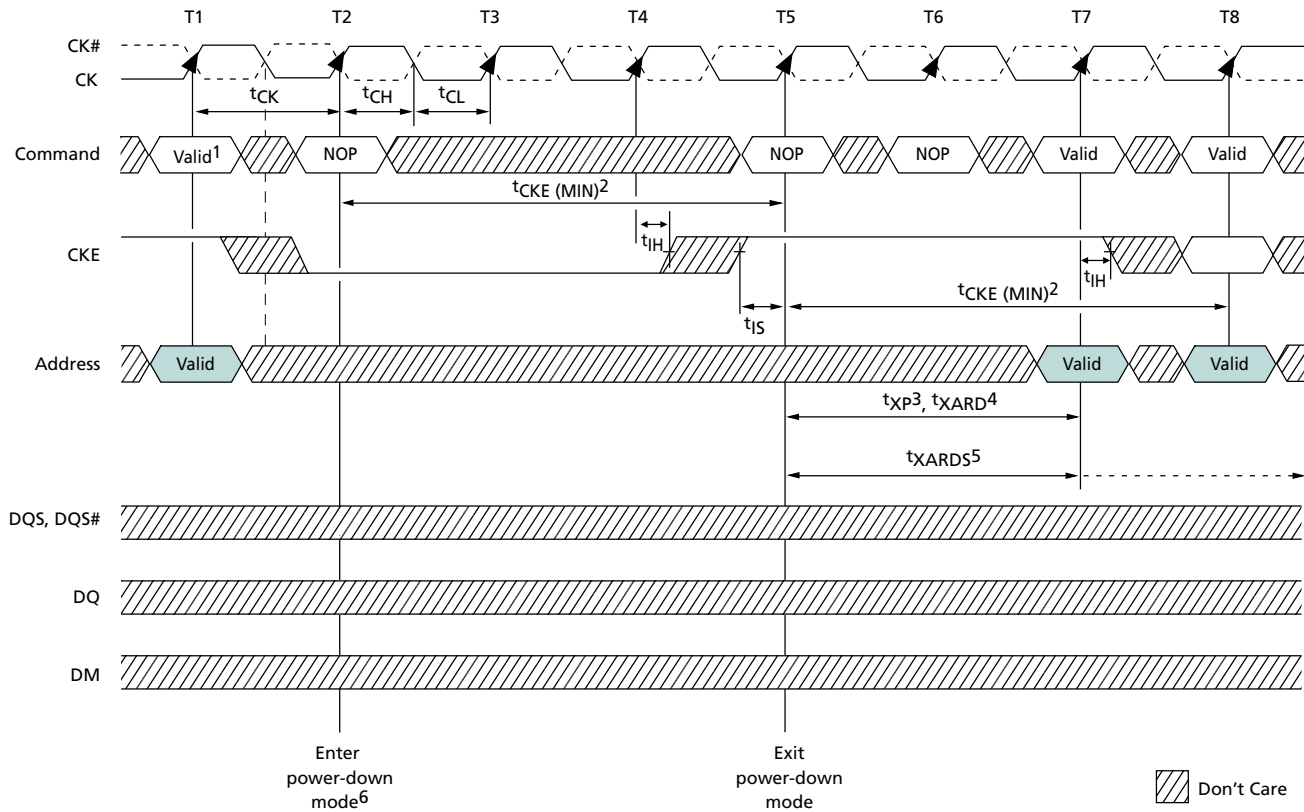 T1 T2 T3 T4 T5 T6 T7 T8
CK#
CK
tCK tCH tCL
Command Valid1 NOP NOP NOP Valid Valid
tCKE (MIN)2
CKE tIH tIH
tCKE (MIN)2
tIS
Address Valid Valid Valid
tXP3, tXARD4
tXARDS5
DQS, DQS#
DQ
DM
Enter
power-down
mode6
Exit
power-down
mode
Don't Care